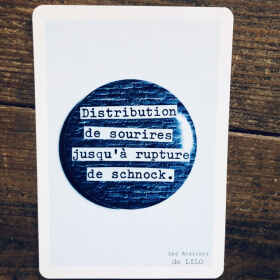 Distribution
de sourires
jusqu'à rupture
de schnock.
Les Ateliers
de LILO